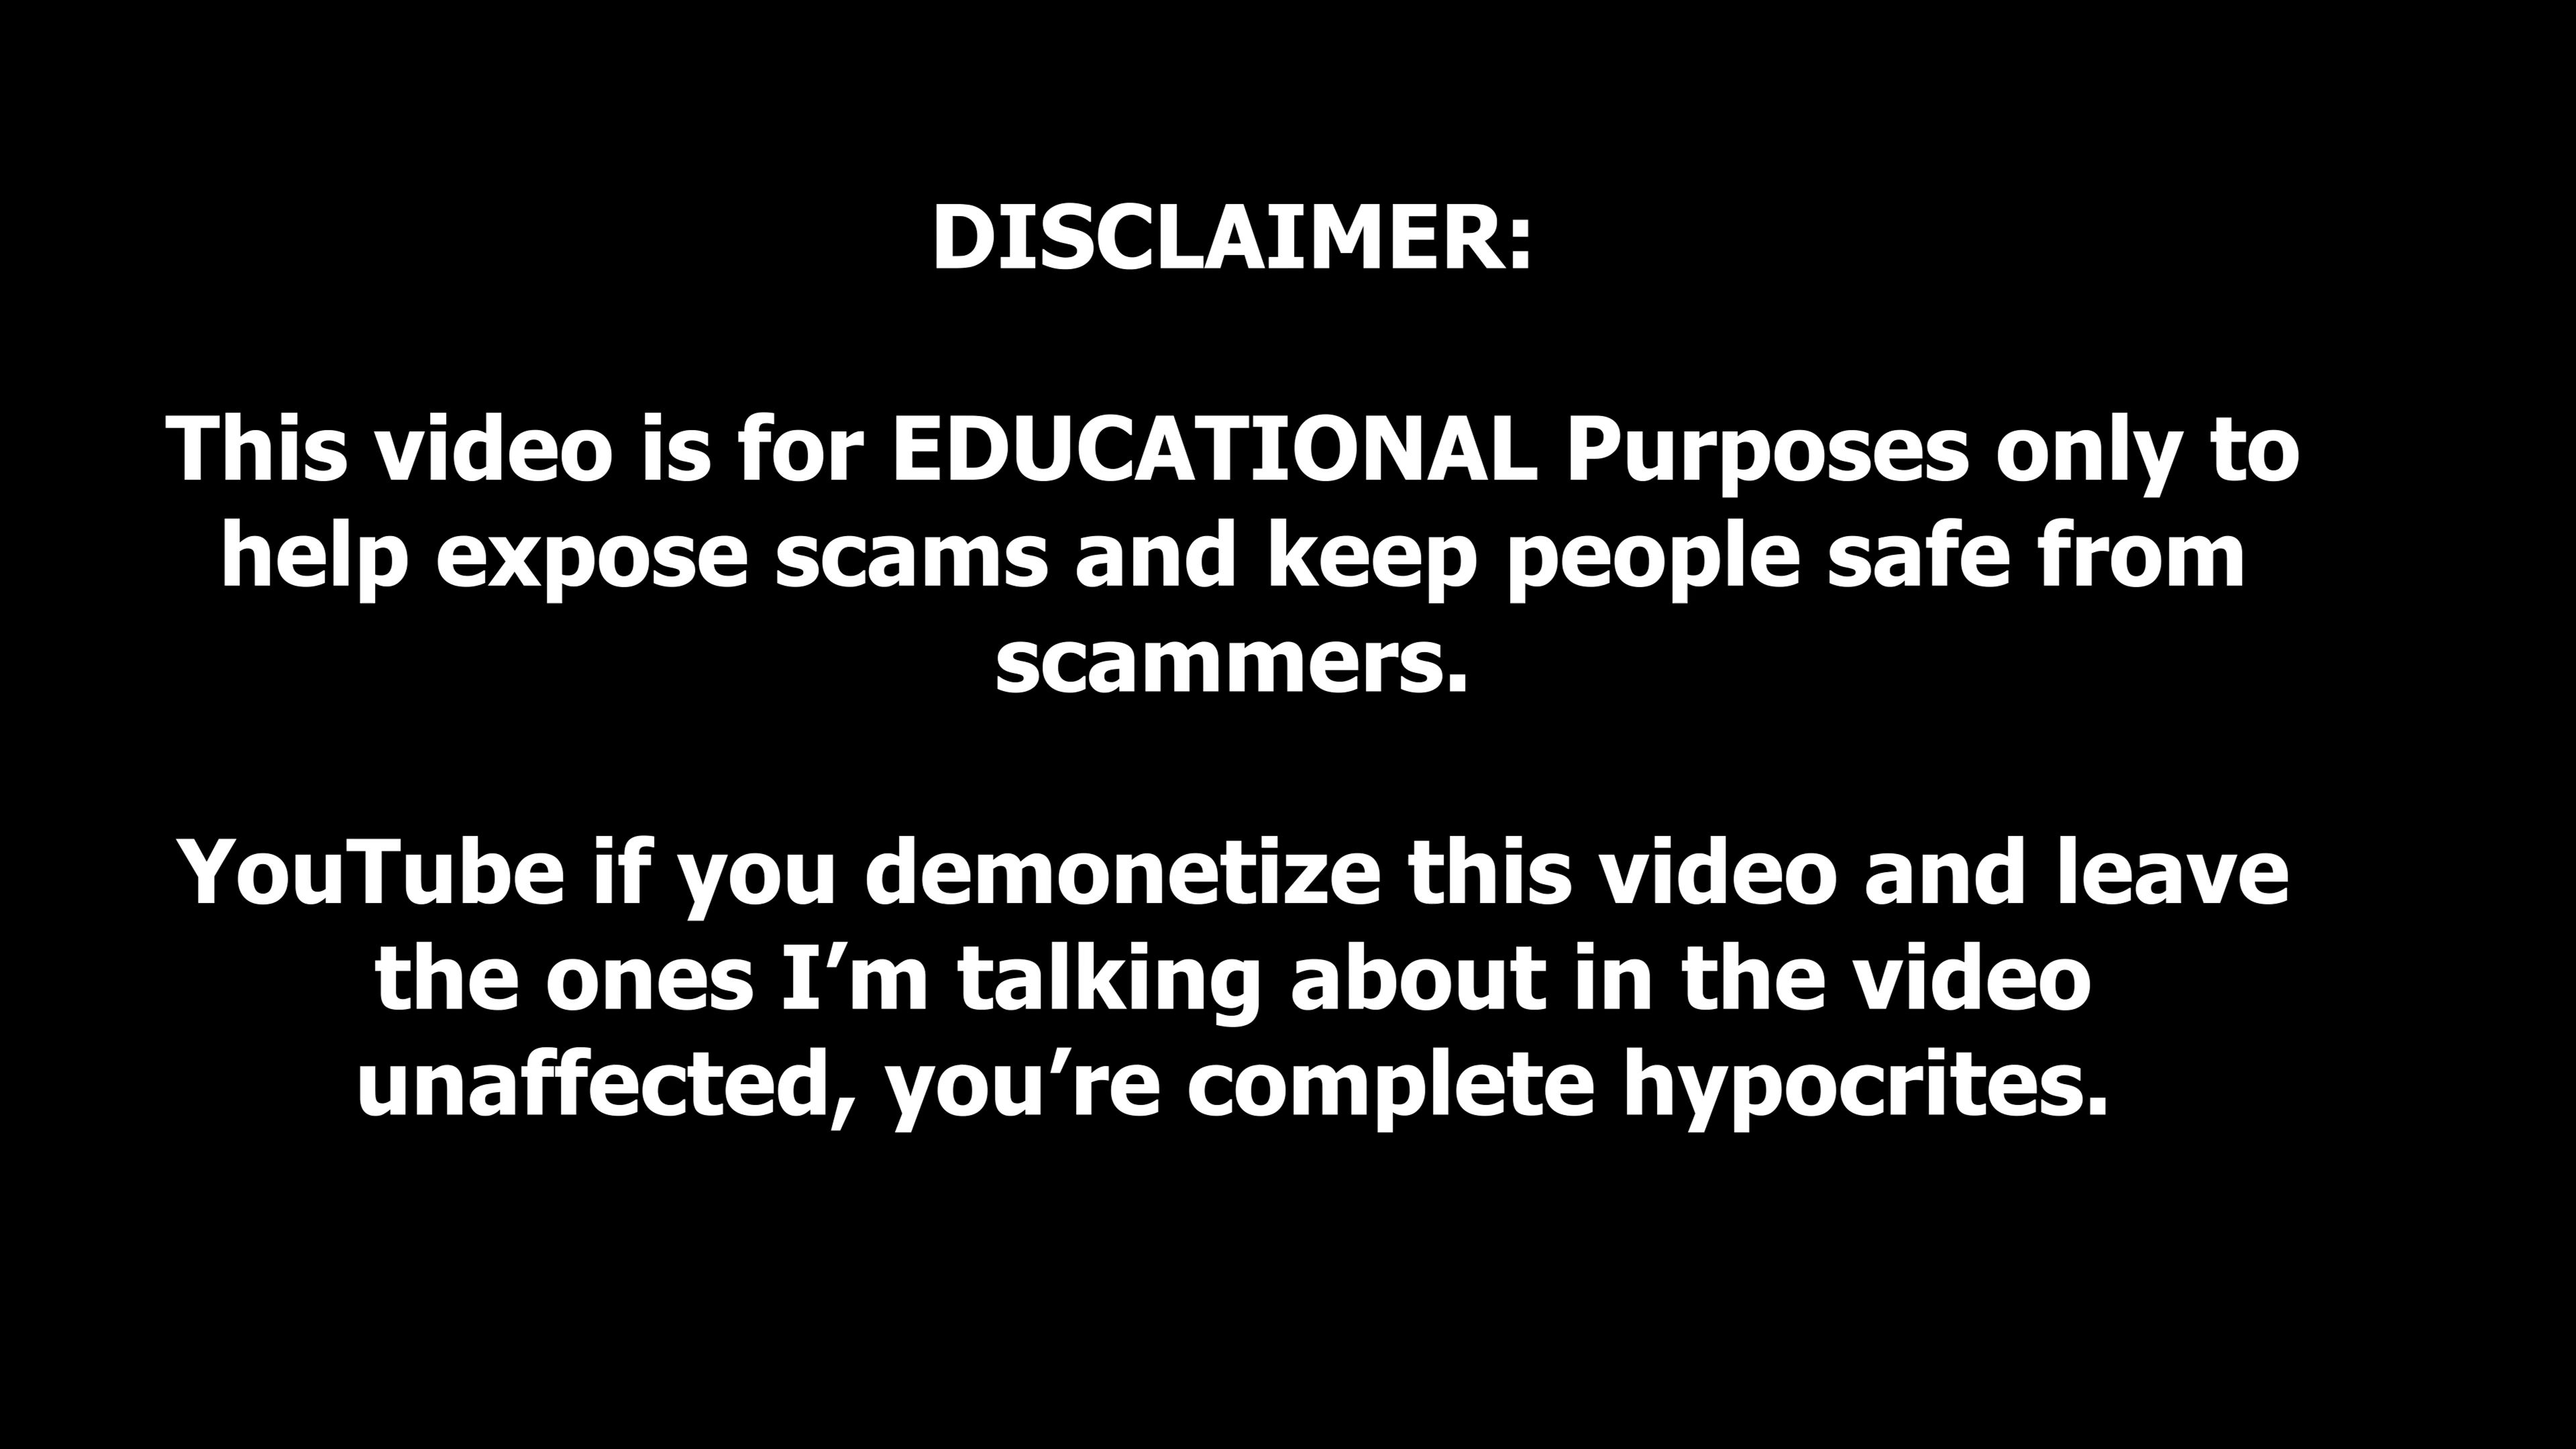 DISCLAIMER:
This video is for EDUCATIONAL Purposes only to
help expose scams and keep people safe from
scammers.
YouTube if you demonetize this video and leave
the ones I’m talking about in the video
unaffected, you’re complete hypocrites.